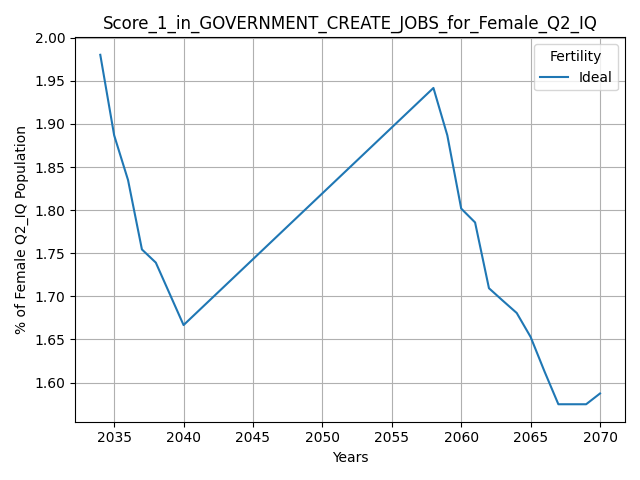 Score_1_in_GOVERNMENT_CREATE_JOBS_for_Female_Q2_IQ
Fertility
Ideal
% of Female Q2_IQ Population
2.00
1.95
1.90
1.85
1.80
1.75
1.70
1.65
1.60
2035 2040 2045 2050 2055 2060 2065 2070
Years